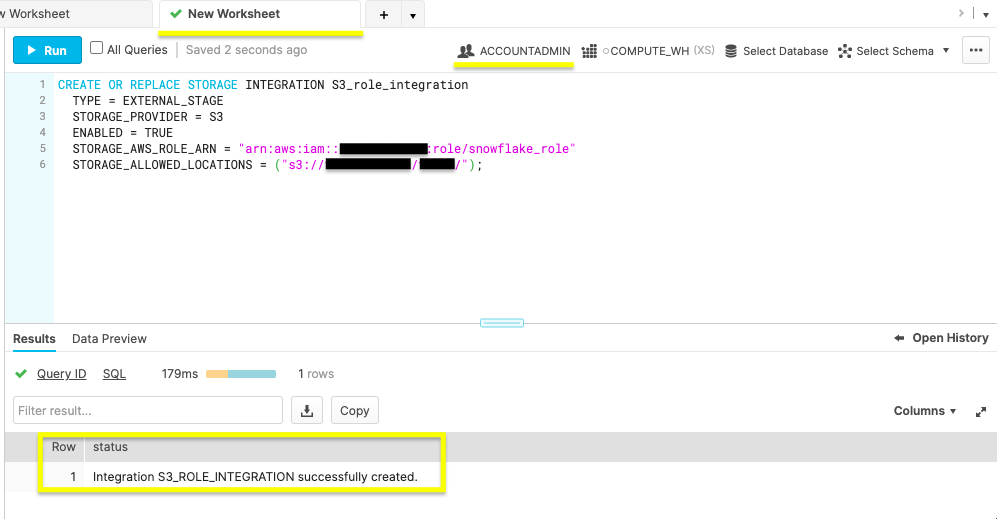 w Worksheet
New Worksheet
+
Run
All Queries
Saved 2 seconds ago
ACCOUNTADMIN
COMPUTE_WH (XS)
Select Database
Select Schema
1 CREATE OR REPLACE STORAGE INTEGRATION S3_role_integration
2 TYPE = EXTERNAL_STAGE
3 STORAGE_PROVIDER = S3
4 ENABLED = TRUE
5 STORAGE_AWS_ROLE_ARN = "arn:aws:iam:: :role/snowflake_role"
6 STORAGE_ALLOWED_LOCATIONS = ("s3:// / /");
Results
Data Preview
Open History
Query ID
SQL
179ms
1 rows
Filter result...
Copy
Columns
Row status
1 Integration S3_ROLE_INTEGRATION successfully created.